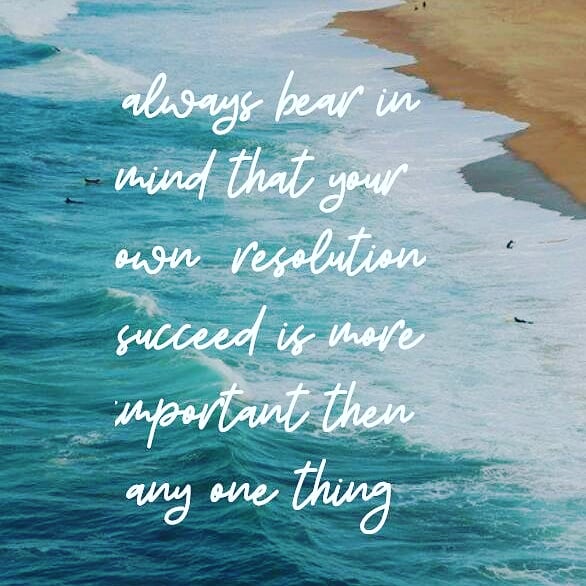 always bear in
mind that your
own resolution
succeed is more
important then
any one thing